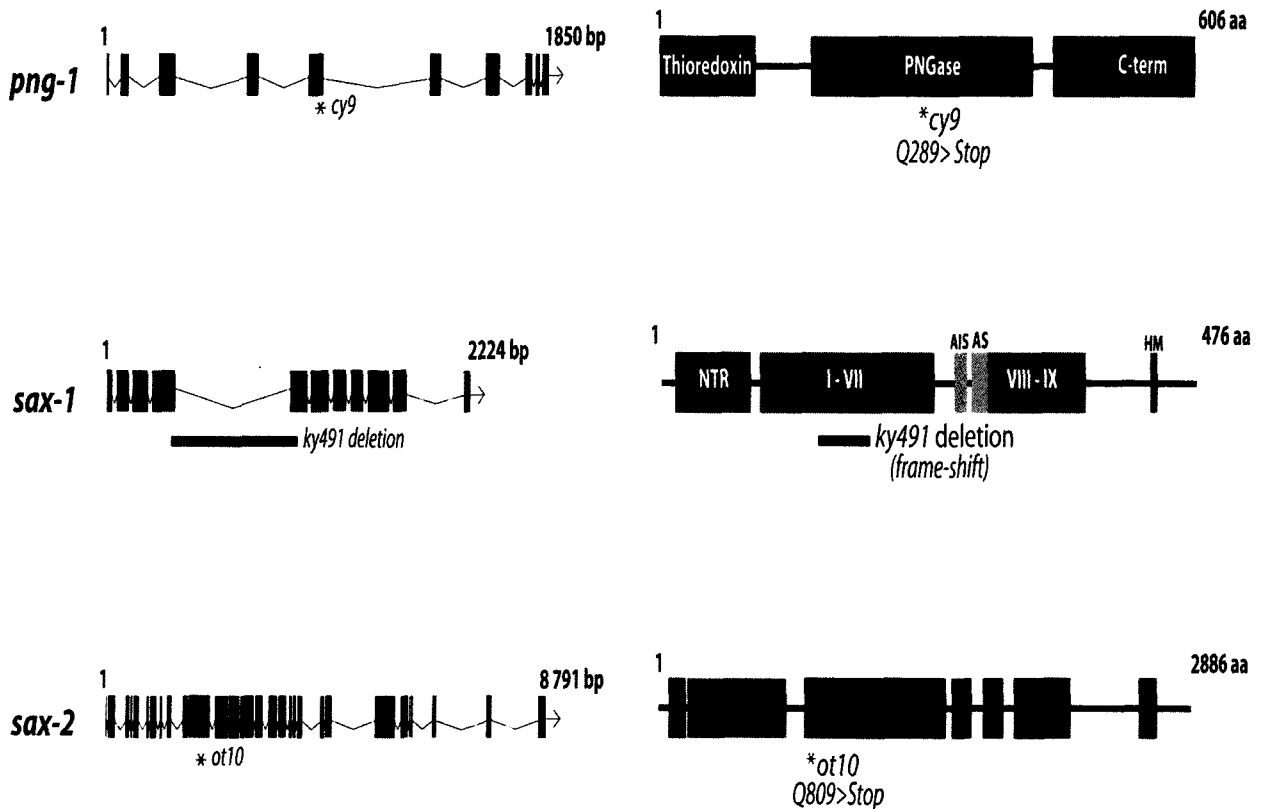 1 1850 bp
png-1
* cy9
1 606 aa
Thioredoxin PNGase C-term
*cy9
Q289> Stop
1 2224 bp
sax-1
ky491 deletion
1 476 aa
AIS AS HM
NTR I - VII VIII - IX
ky491 deletion
(frame-shift)
1 8 791 bp
sax-2
* ot10
1 2886 aa
*ot10
Q809>Stop